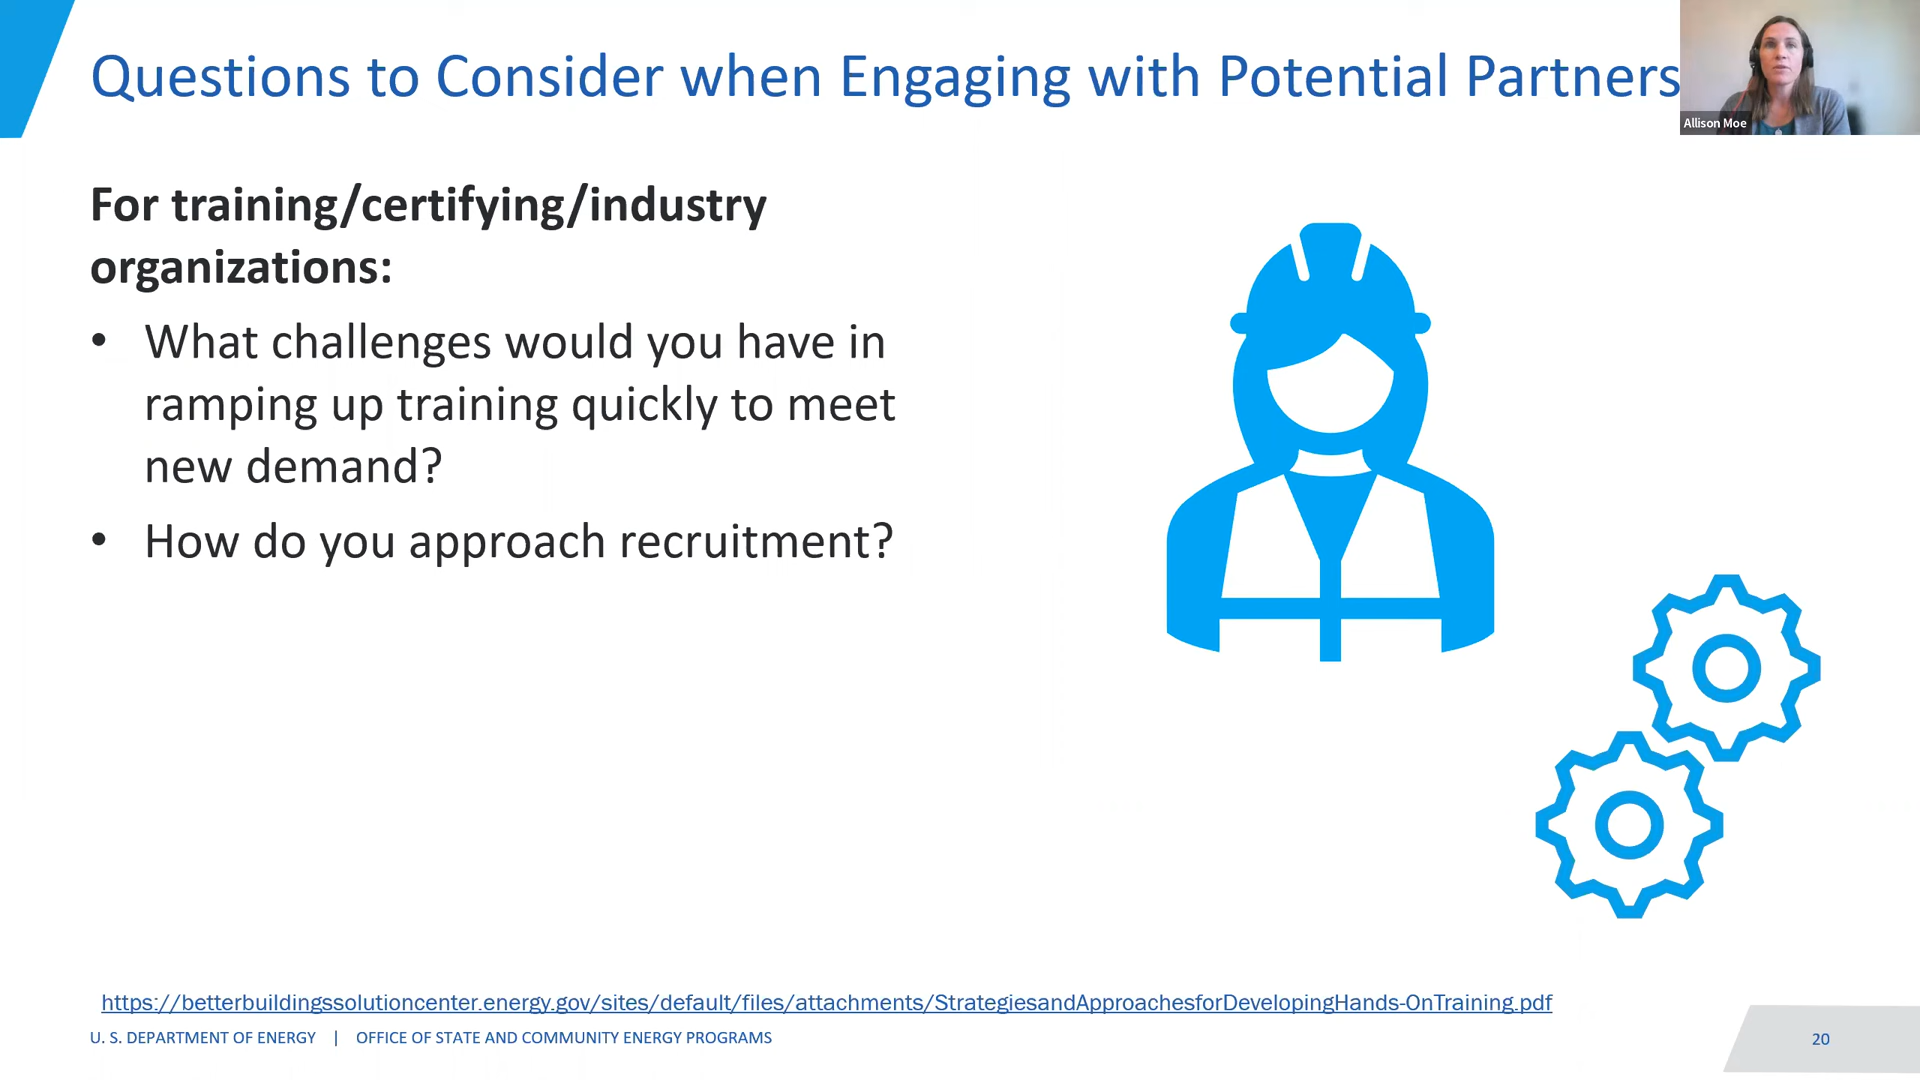 Questions to Consider when Engaging with Potential Partners
Allison Moe
For training/certifying/industry
organizations:
• What challenges would you have in
ramping up training quickly to meet
new demand?
• How do you approach recruitment?
https://betterbuildingssolutioncenter.energy.gov/sites/default/files/attachments/StrategiesandApproachesforDevelopingHands-OnTraining.pdf
U. S. DEPARTMENT OF ENERGY | OFFICE OF STATE AND COMMUNITY ENERGY PROGRAMS
20